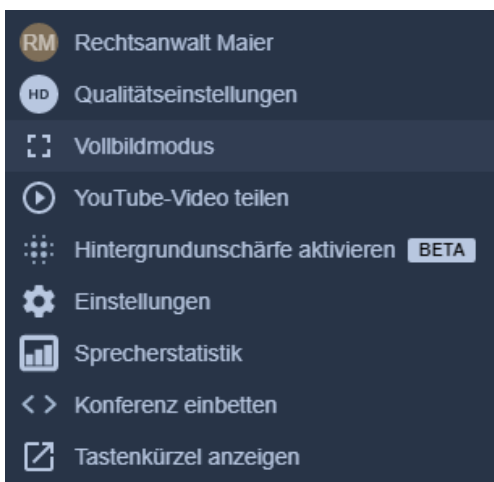 RM Rechtsanwalt Maier
HD Qualitätseinstellungen
Vollbildmodus
YouTube-Video teilen
Hintergrundunschärfe aktivieren BETA
Einstellungen
Sprecherstatistik
Konferenz einbetten
Tastenkürzel anzeigen